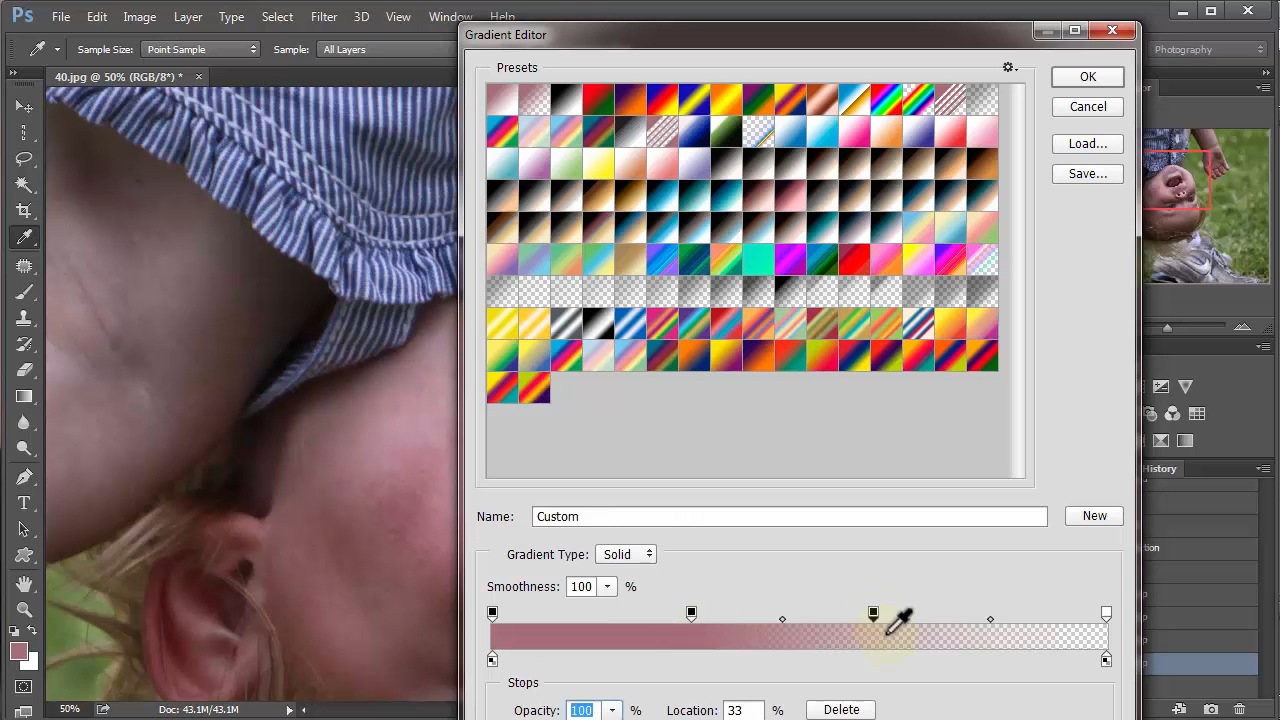 Ps File Edit Image Layer Type Select Filter 3D View Window Help
Gradient Editor
Sample Size: Point Sample Sample: All Layers
Photography
40.jpg @ 50% (RGB/8*) * ×
Presets
OK
Cancel
Load...
Save...
Name: Custom
New
Gradient Type: Solid
Smoothness: 100 %
Stops
Opacity: 100 % Location: 33 % Delete
History
50% Doc: 43.1M/43.1M